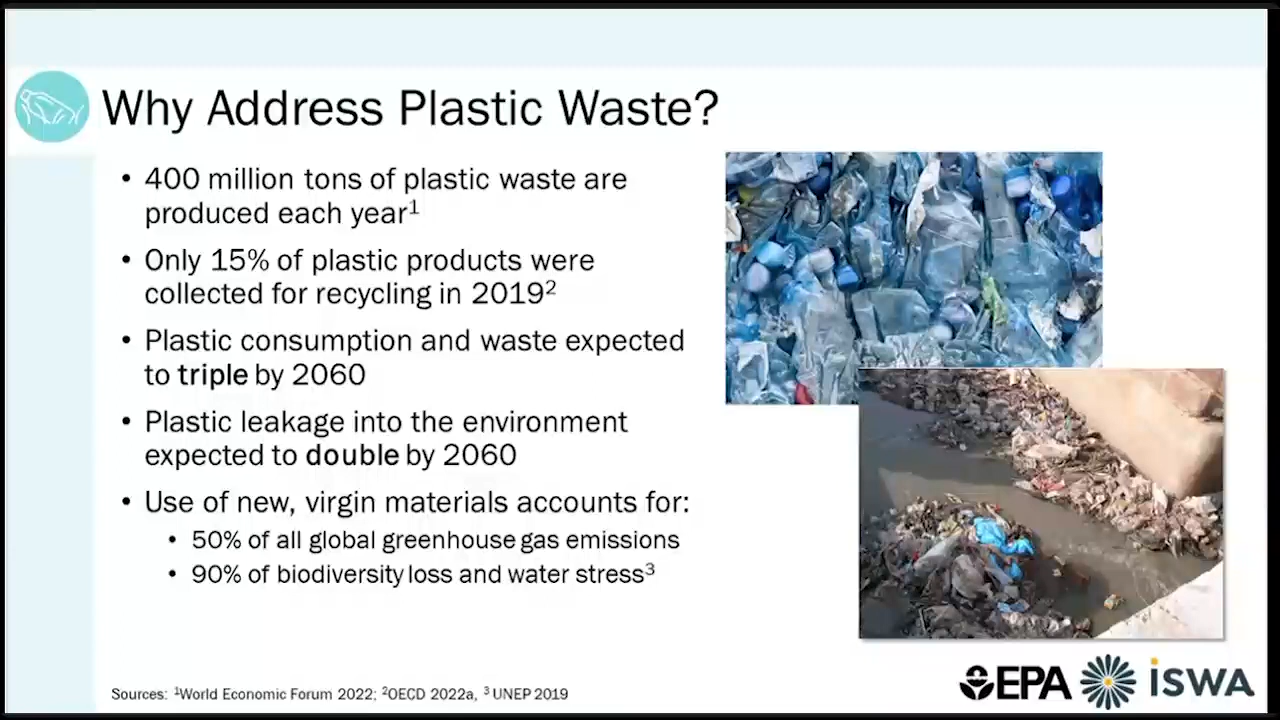 Why Address Plastic Waste?
• 400 million tons of plastic waste are
produced each year¹
• Only 15% of plastic products were
collected for recycling in 2019²
• Plastic consumption and waste expected
to triple by 2060
• Plastic leakage into the environment
expected to double by 2060
• Use of new, virgin materials accounts for:
• 50% of all global greenhouse gas emissions
• 90% of biodiversity loss and water stress³
Sources: ¹World Economic Forum 2022; ²OECD 2022a, ³ UNEP 2019
EPA
iSWA